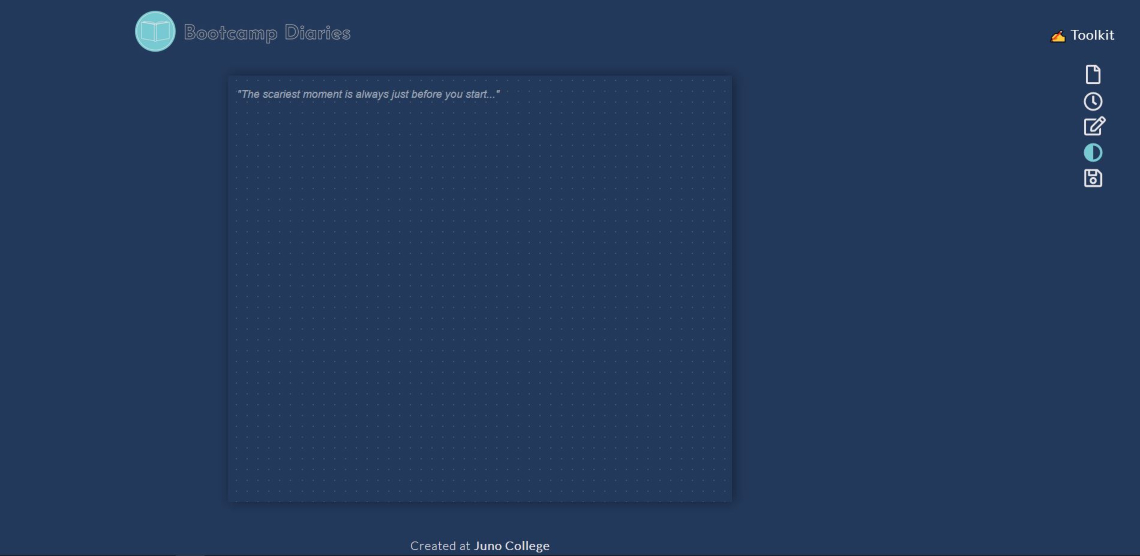 Bootcamp Diaries
✍ Toolkit
"The scariest moment is always just before you start..."
Created at Juno College